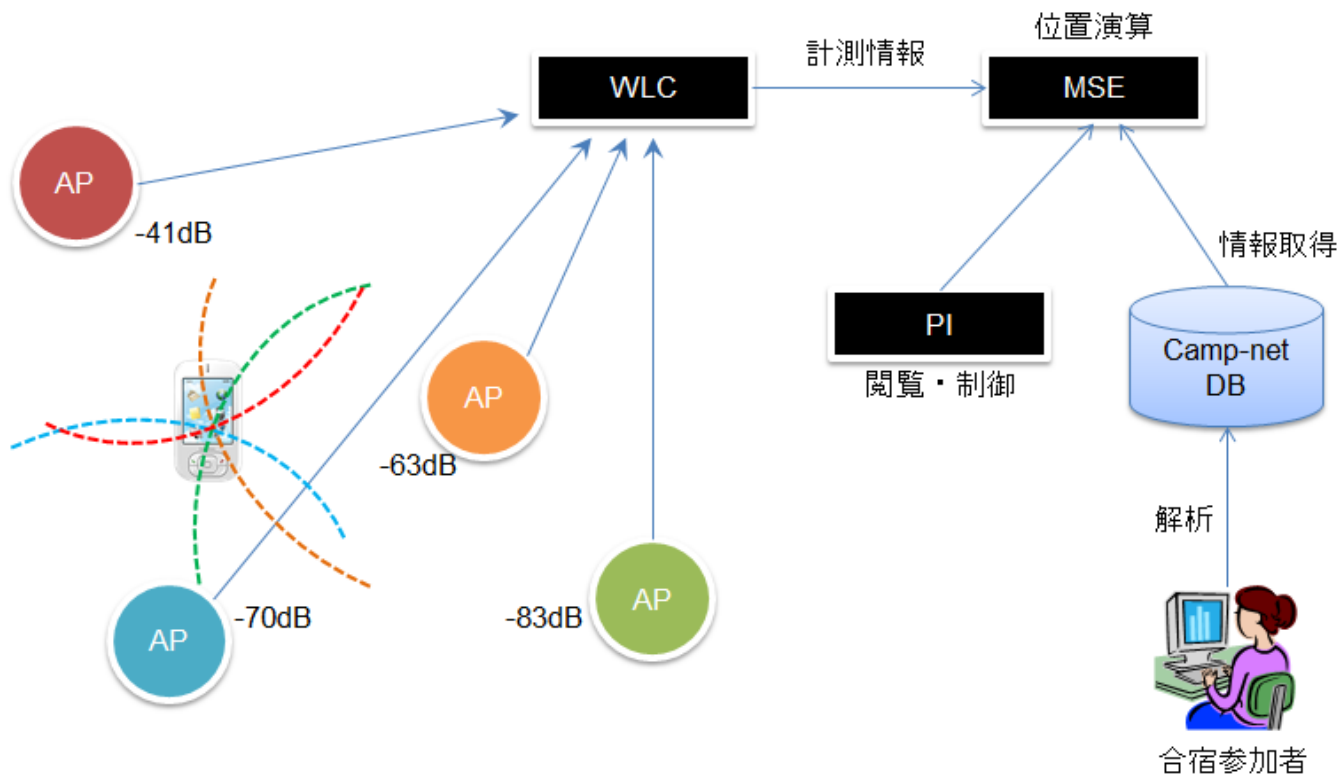 位置演算
WLC
計測情報
MSE
AP
-41dB
情報取得
PI
閲覧・制御
Camp-net
DB
AP
-63dB
解析
AP
-70dB
-83dB
AP
合宿参加者